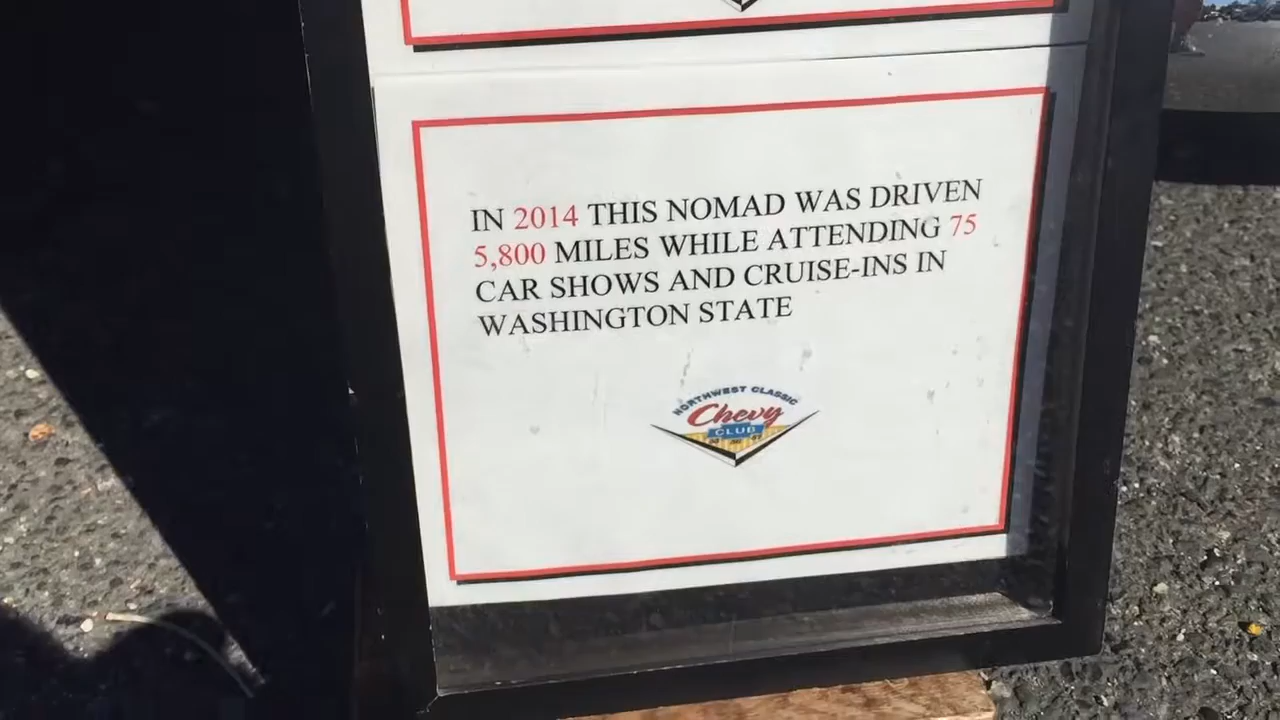 IN 2014 THIS NOMAD WAS DRIVEN
5,800 MILES WHILE ATTENDING 75
CAR SHOWS AND CRUISE-INS IN
WASHINGTON STATE
NORTHWEST CLASSIC
Chevy
CLUB